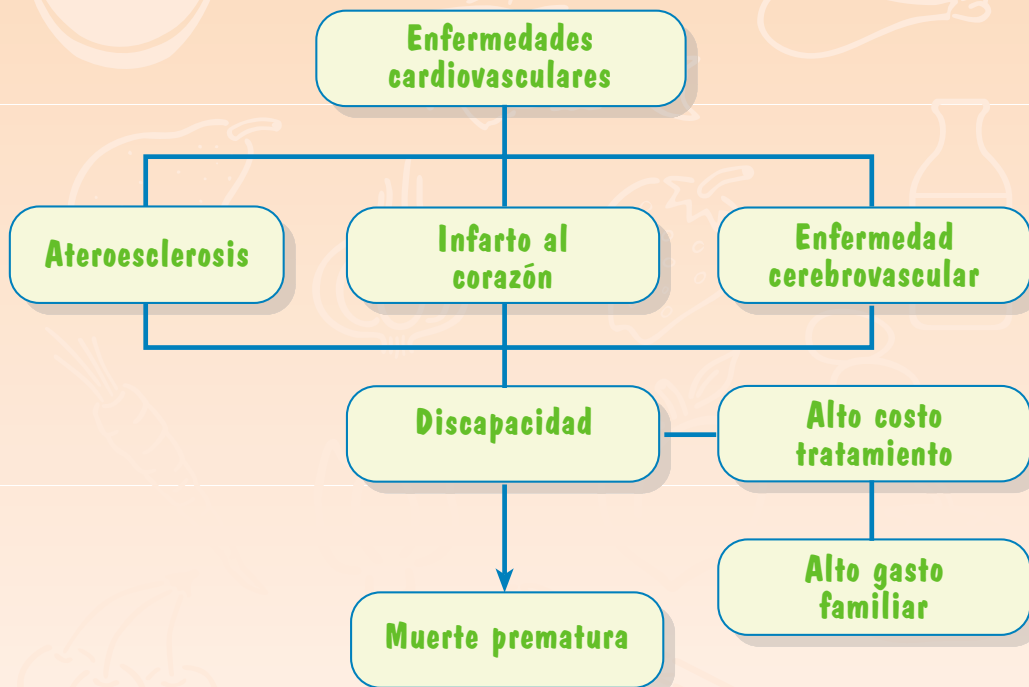 Enfermedades
cardiovasculares
Ateroesclerosis
Infarto al
corazón
Enfermedad
cerebrovascular
Discapacidad
Alto costo
tratamiento
Alto gasto
familiar
Muerte prematura